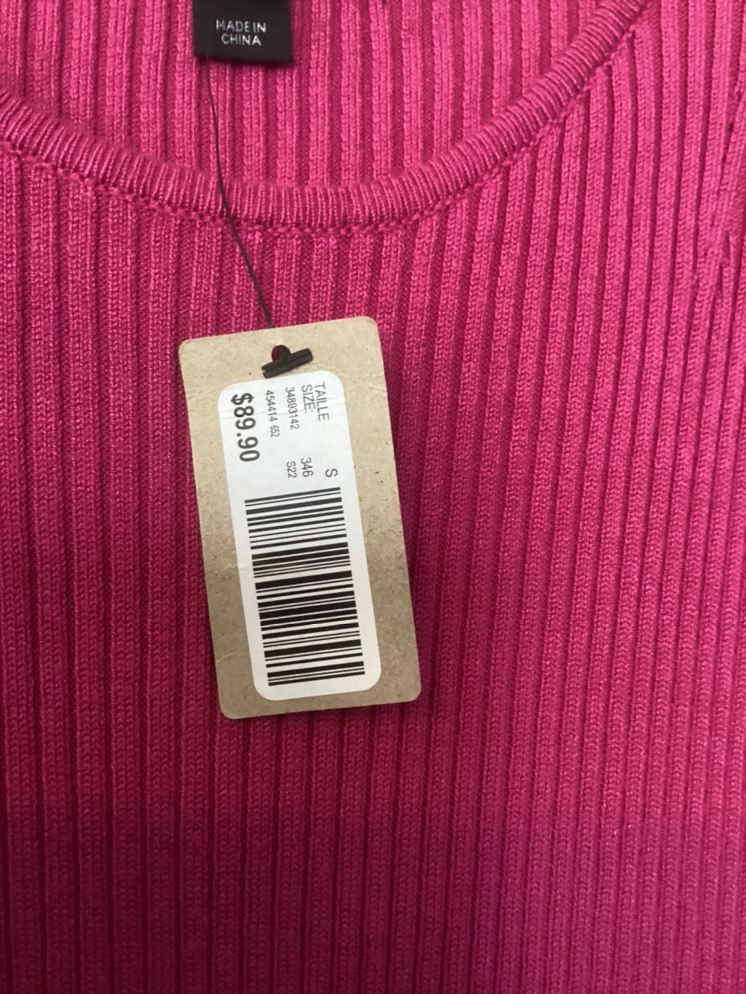 MADE IN
CHINA
TAILLE
SIZE: S
34893142 346
454414 652 S22
$89.90